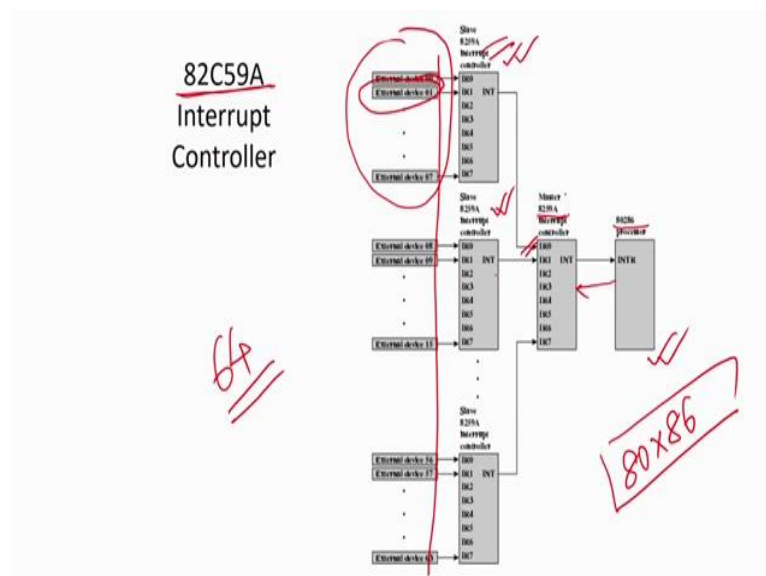 82C59A
Interrupt
Controller
64
Slave
8259A
Interrupt
controller
External device 00
External device 01
External device 07
IR0
IR1 INT
IR2
IR3
IR4
IR5
IR6
IR7
Slave
8259A
Interrupt
controller
External device 08
External device 09
External device 15
IR0
IR1 INT
IR2
IR3
IR4
IR5
IR6
IR7
Master
8259A
Interrupt
controller
IR0
IR1 INT
IR2
IR3
IR4
IR5
IR6
IR7
80286
processor
INTR
Slave
8259A
Interrupt
controller
External device 56
External device 57
External device 63
IR0
IR1 INT
IR2
IR3
IR4
IR5
IR6
IR7
80x86